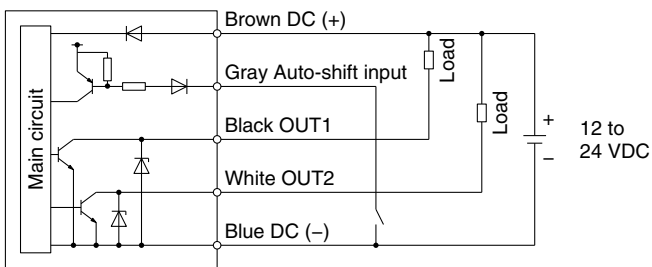 Brown DC (+)
Gray Auto-shift input
Black OUT1
White OUT2
Blue DC (−)
Main circuit
Load
Load
+
−
12 to
24 VDC